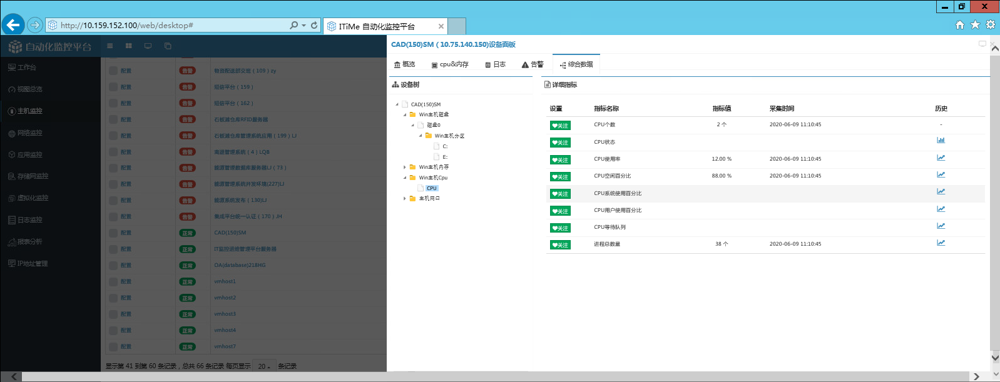 http://10.159.152.100/web/desktop#
ITiMe 自动化监控平台
自动化监控平台
工作台
视图总览
主机监控
网络监控
应用监控
存储网监控
虚拟化监控
日志监控
报表分析
IP地址管理
配置 告警 物资配送部交班（109）zy
配置 告警 短信平台（159）
配置 告警 短信平台（162）
配置 告警 石板滩仓库RFID服务器
配置 告警 石板滩仓库管理系统应用（199）LJ
配置 告警 离退管理系统（4）LQB
配置 告警 能源管理数据库服务器LJ（73）
配置 告警 能源管理系统开发环境(227)LJ
配置 告警 能源系统发布（130)LJ
配置 告警 集成平台统一认证（170）JH
配置 正常 CAD(150)SM
配置 正常 IT监控运维管理平台服务器
配置 正常 OA(database)218HG
配置 正常 vmhost1
配置 正常 vmhost2
配置 正常 vmhost3
配置 正常 vmhost4
配置 正常 vmhost7
显示第 41 到第 60 条记录，总共 66 条记录 每页显示 20 条记录
CAD(150)SM（10.75.140.150)设备面板
概览 cpu&内存 日志 告警 综合数据
设备树
CAD(150)SM
Win主机磁盘
磁盘0
Win主机分区
C:
E:
Win主机内存
Win主机Cpu
CPU
主机网口
详细指标
设置 指标名称 指标值 采集时间 历史
关注 CPU个数 2 个 2020-06-09 11:10:45 -
关注 CPU状态
关注 CPU使用率 12.00 % 2020-06-09 11:10:45
关注 CPU空闲百分比 88.00 % 2020-06-09 11:10:45
关注 CPU系统使用百分比
关注 CPU用户使用百分比
关注 CPU等待队列
关注 进程总数量 38 个 2020-06-09 11:10:45